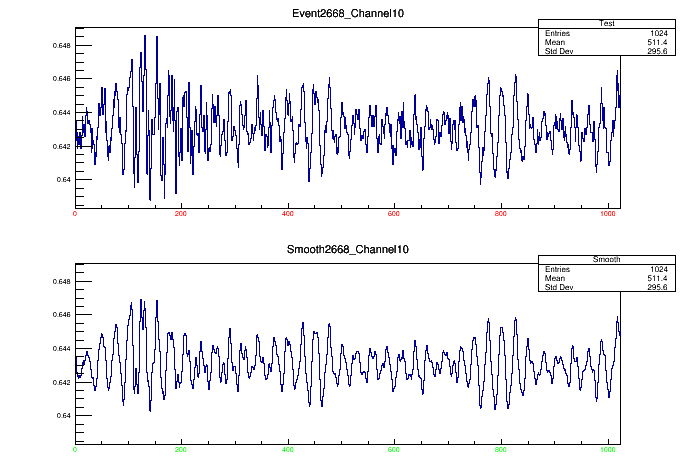 Event2668_Channel10
Test
Entries 1024
Mean 511.4
Std Dev 295.6
0.648
0.646
0.644
0.642
0.64
0 200 400 600 800 1000
Smooth2668_Channel10
Smooth
Entries 1024
Mean 511.4
Std Dev 295.6
0.648
0.646
0.644
0.642
0.64
0 200 400 600 800 1000